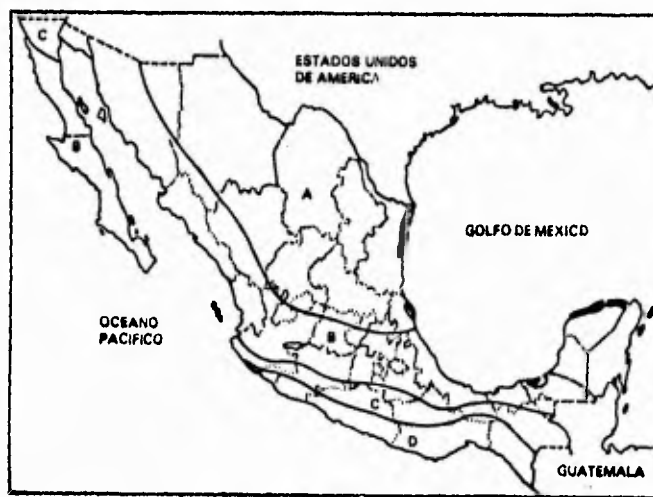 C
ESTADOS UNIDOS
DE AMERICA
B
A
GOLFO DE MEXICO
OCEANO
PACIFICO
B
C
D
GUATEMALA